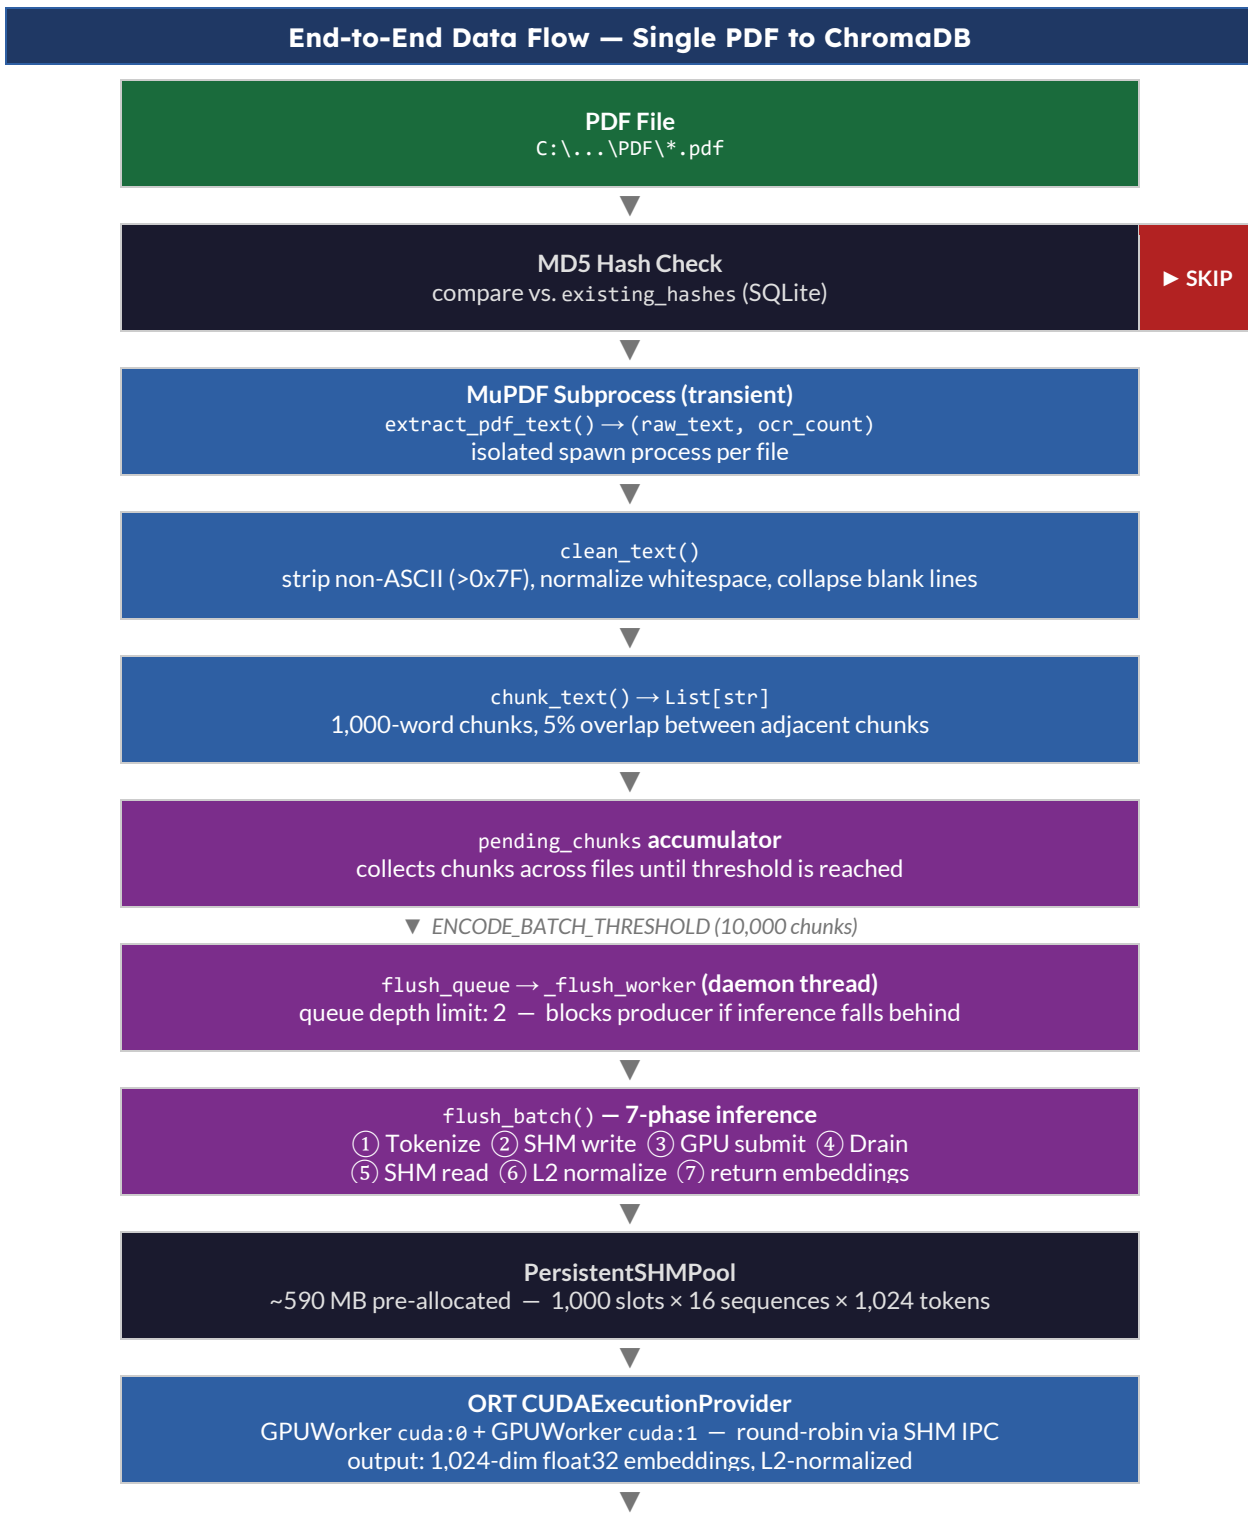 End-to-End Data Flow — Single PDF to ChromaDB
PDF File
C:\...\PDF\*.pdf
MD5 Hash Check
compare vs. existing_hashes (SQLite)
► SKIP
MuPDF Subprocess (transient)
extract_pdf_text() → (raw_text, ocr_count)
isolated spawn process per file
clean_text()
strip non-ASCII (>0x7F), normalize whitespace, collapse blank lines
chunk_text() → List[str]
1,000-word chunks, 5% overlap between adjacent chunks
pending_chunks accumulator
collects chunks across files until threshold is reached
▼ ENCODE_BATCH_THRESHOLD (10,000 chunks)
flush_queue → _flush_worker (daemon thread)
queue depth limit: 2 — blocks producer if inference falls behind
flush_batch() — 7-phase inference
① Tokenize ② SHM write ③ GPU submit ④ Drain
⑤ SHM read ⑥ L2 normalize ⑦ return embeddings
PersistentSHMPool
~590 MB pre-allocated — 1,000 slots × 16 sequences × 1,024 tokens
ORT CUDAExecutionProvider
GPUWorker cuda:0 + GPUWorker cuda:1 — round-robin via SHM IPC
output: 1,024-dim float32 embeddings, L2-normalized